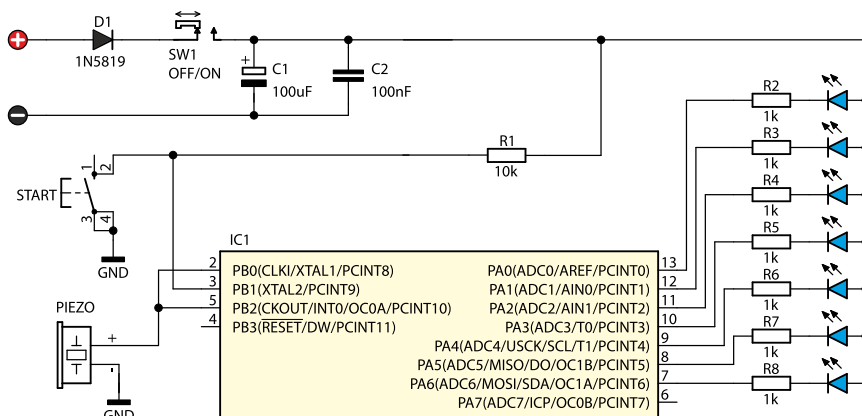 D1
1N5819
SW1
OFF/ON
+
C1
100uF
C2
100nF
R1
10k
START
1
2
3
4
GND
PIEZO
+
-
GND
IC1
2 PB0(CLKI/XTAL1/PCINT8)
3 PB1(XTAL2/PCINT9)
5 PB2(CKOUT/INT0/OC0A/PCINT10)
4 PB3(RESET/DW/PCINT11)
PA0(ADC0/AREF/PCINT0) 13
PA1(ADC1/AIN0/PCINT1) 12
PA2(ADC2/AIN1/PCINT2) 11
PA3(ADC3/T0/PCINT3) 10
PA4(ADC4/USCK/SCL/T1/PCINT4) 9
PA5(ADC5/MISO/DO/OC1B/PCINT5) 8
PA6(ADC6/MOSI/SDA/OC1A/PCINT6) 7
PA7(ADC7/ICP/OC0B/PCINT7) 6
R2
1k
R3
1k
R4
1k
R5
1k
R6
1k
R7
1k
R8
1k